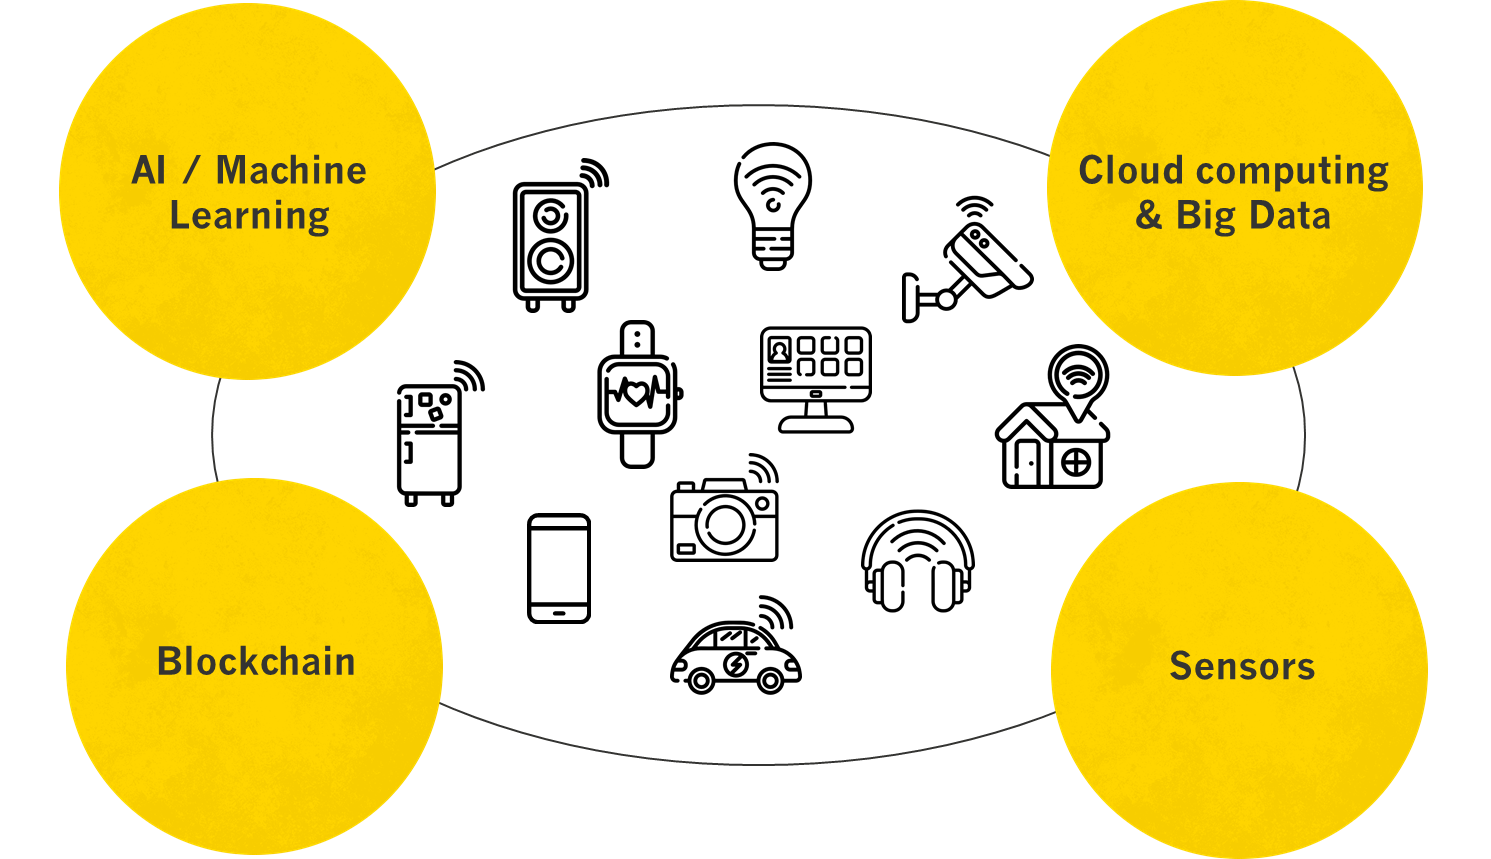 AI / Machine
Learning
Cloud computing
& Big Data
Blockchain
Sensors